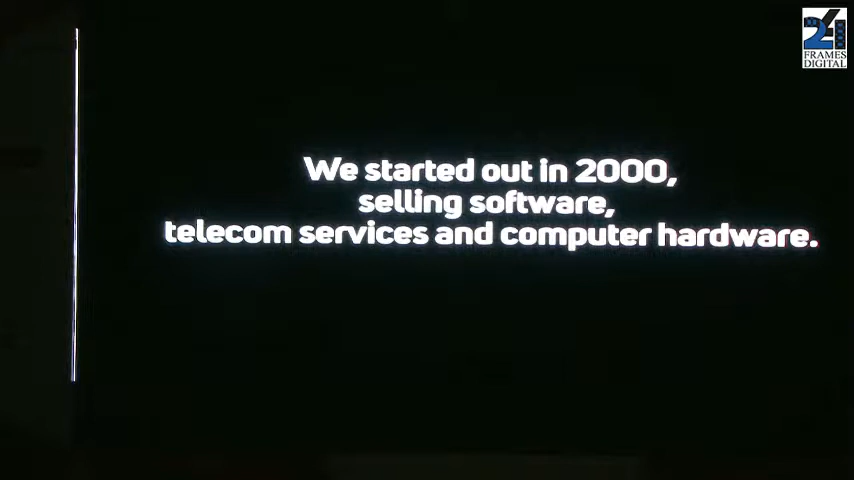 24
FRAMES
DIGITAL
We started out in 2000,
selling software,
telecom services and computer hardware.